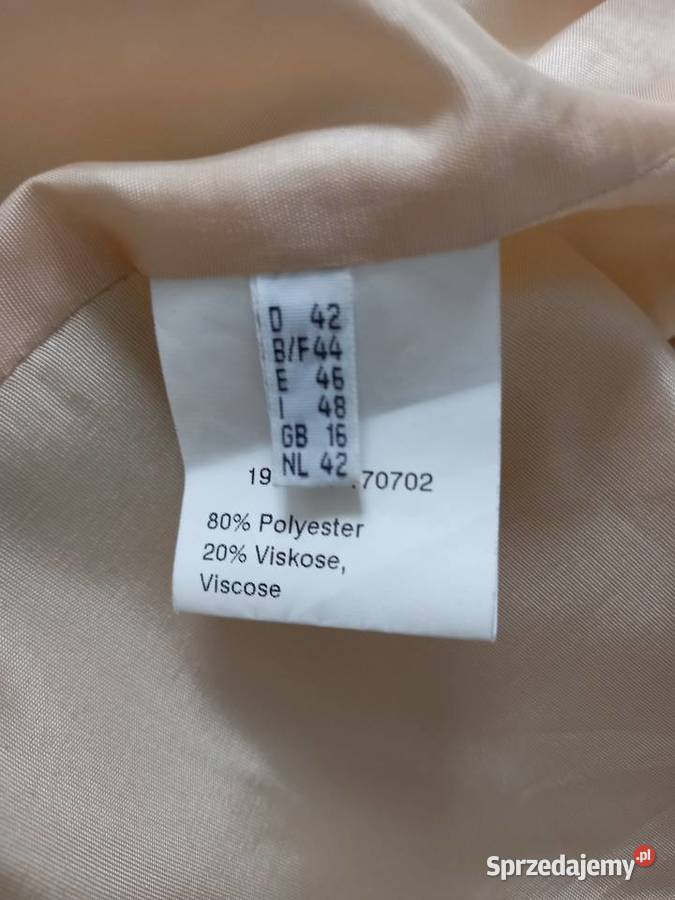 D 42
B/F 44
E 46
I 48
GB 16
NL 42
19 .70702
80% Polyester
20% Viskose,
Viscose
Sprzedajemy.pl